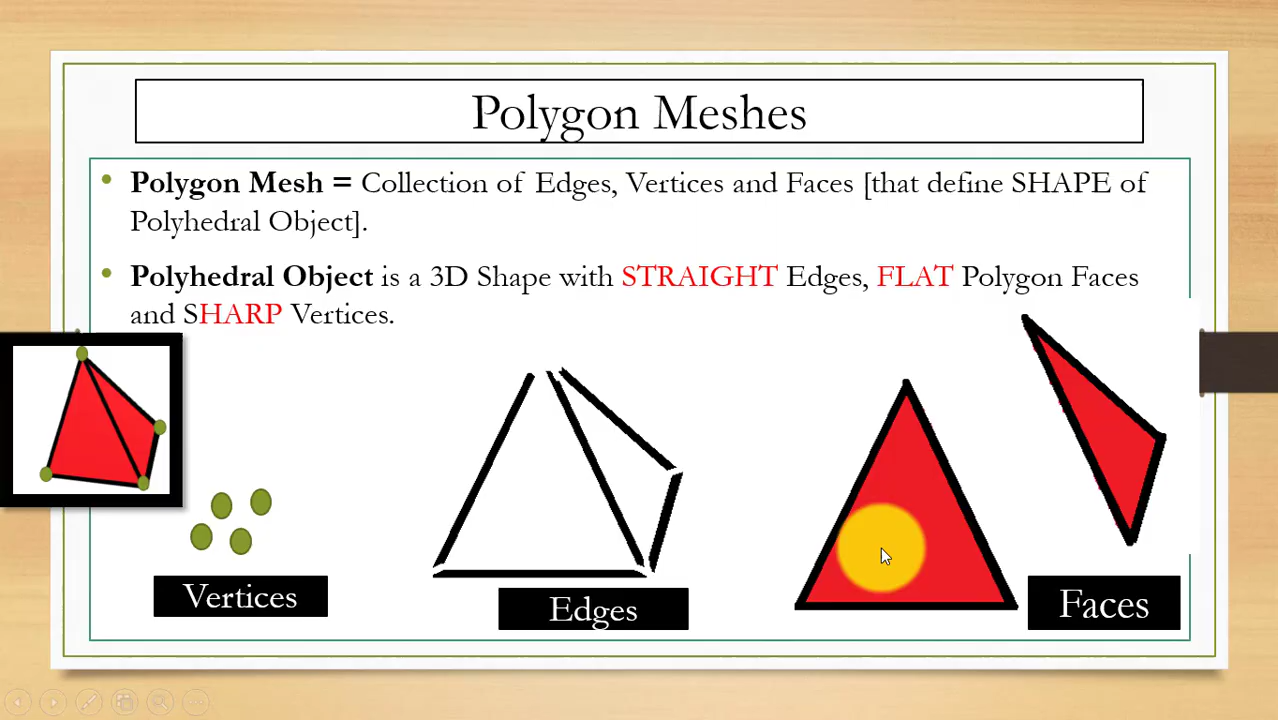 Polygon Meshes
• Polygon Mesh = Collection of Edges, Vertices and Faces [that define SHAPE of
Polyhedral Object].
• Polyhedral Object is a 3D Shape with STRAIGHT Edges, FLAT Polygon Faces
and SHARP Vertices.
Vertices
Edges
Faces